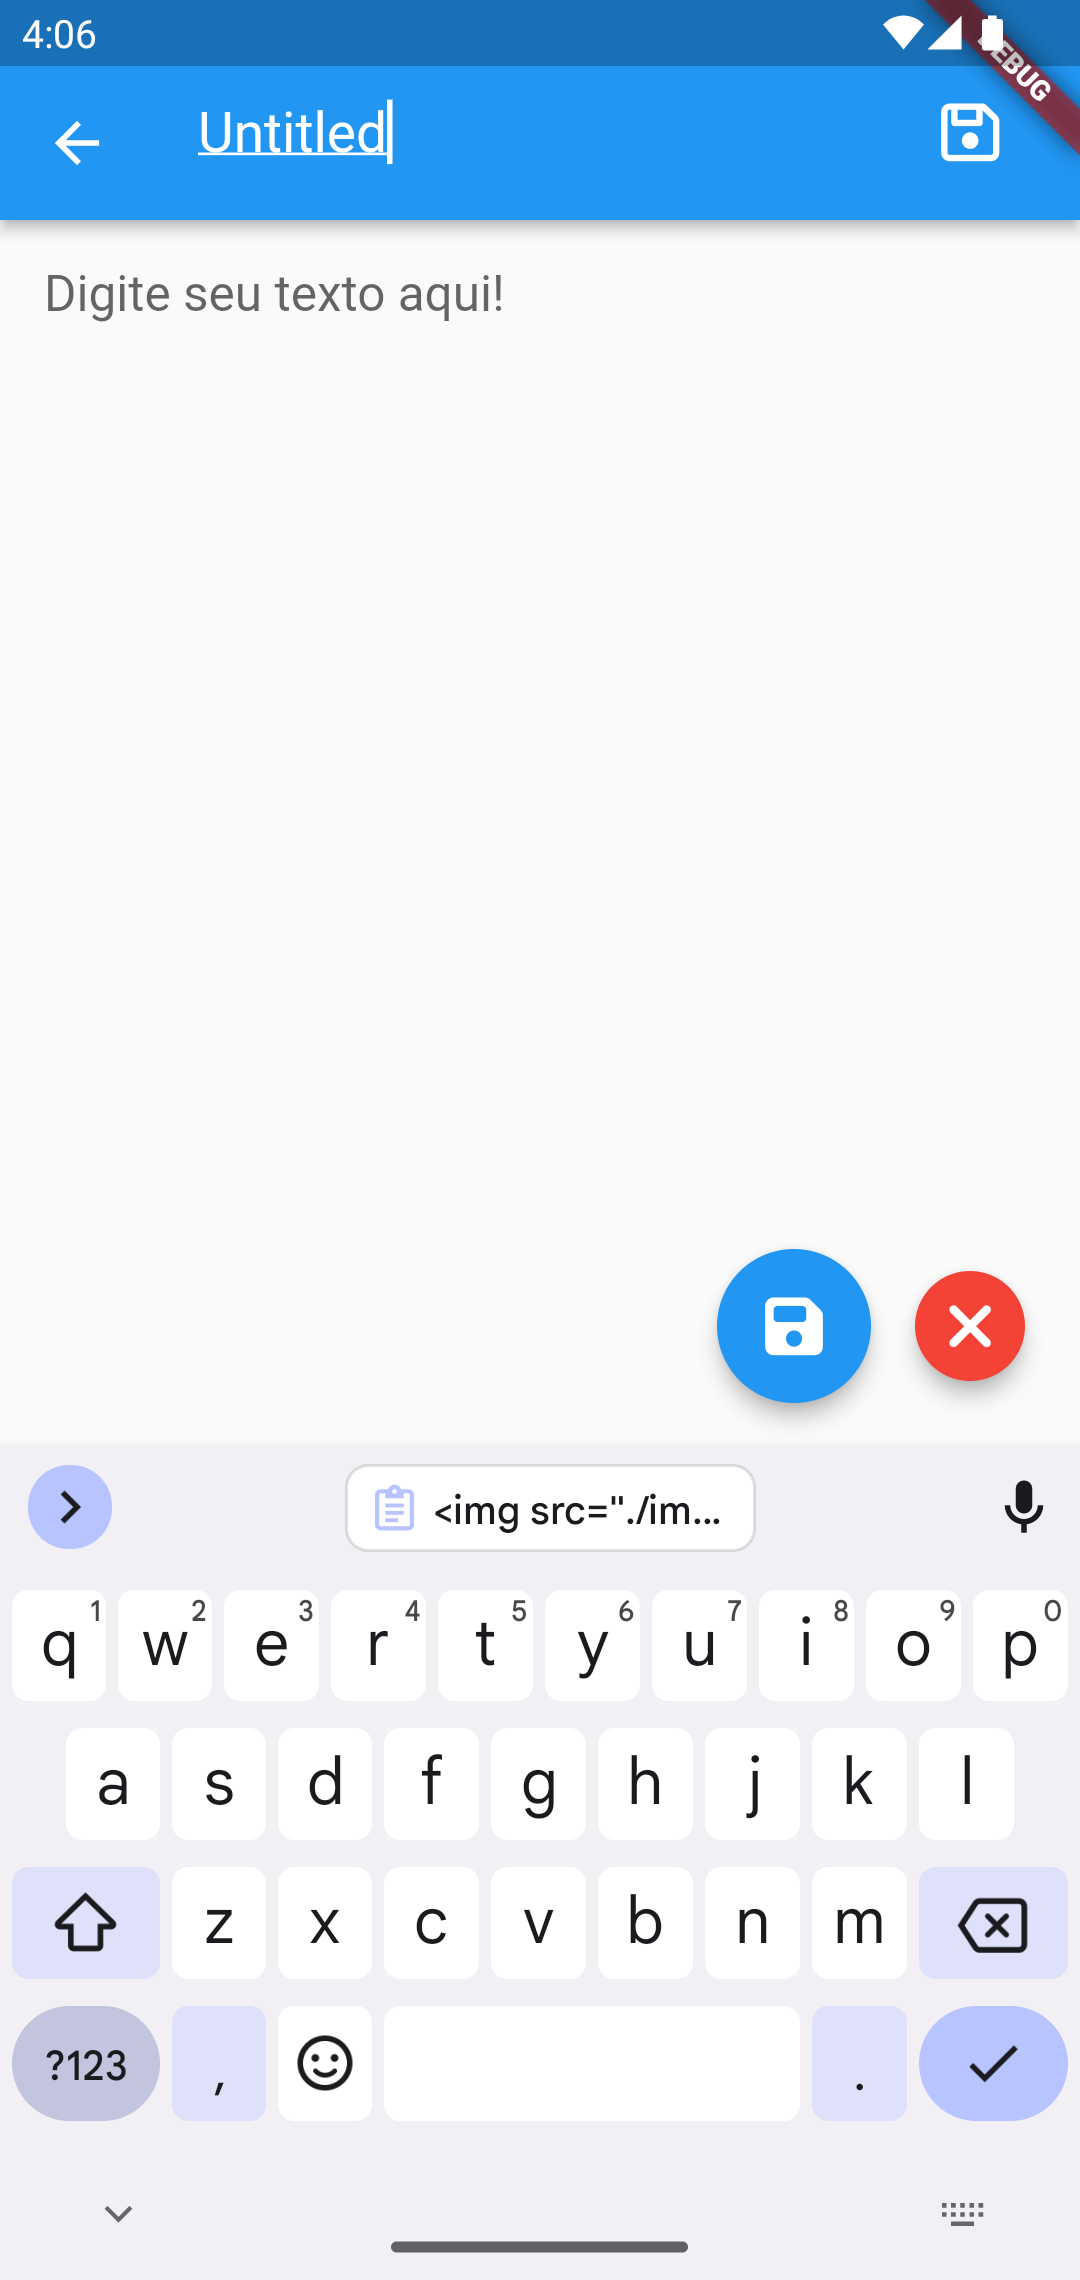 4:06
DEBUG
Untitled
Digite seu texto aqui!
<img src="./im...
q 1 w 2 e 3 r 4 t 5 y 6 u 7 i 8 o 9 p 0
a s d f g h j k l
z x c v b n m
?123 , .